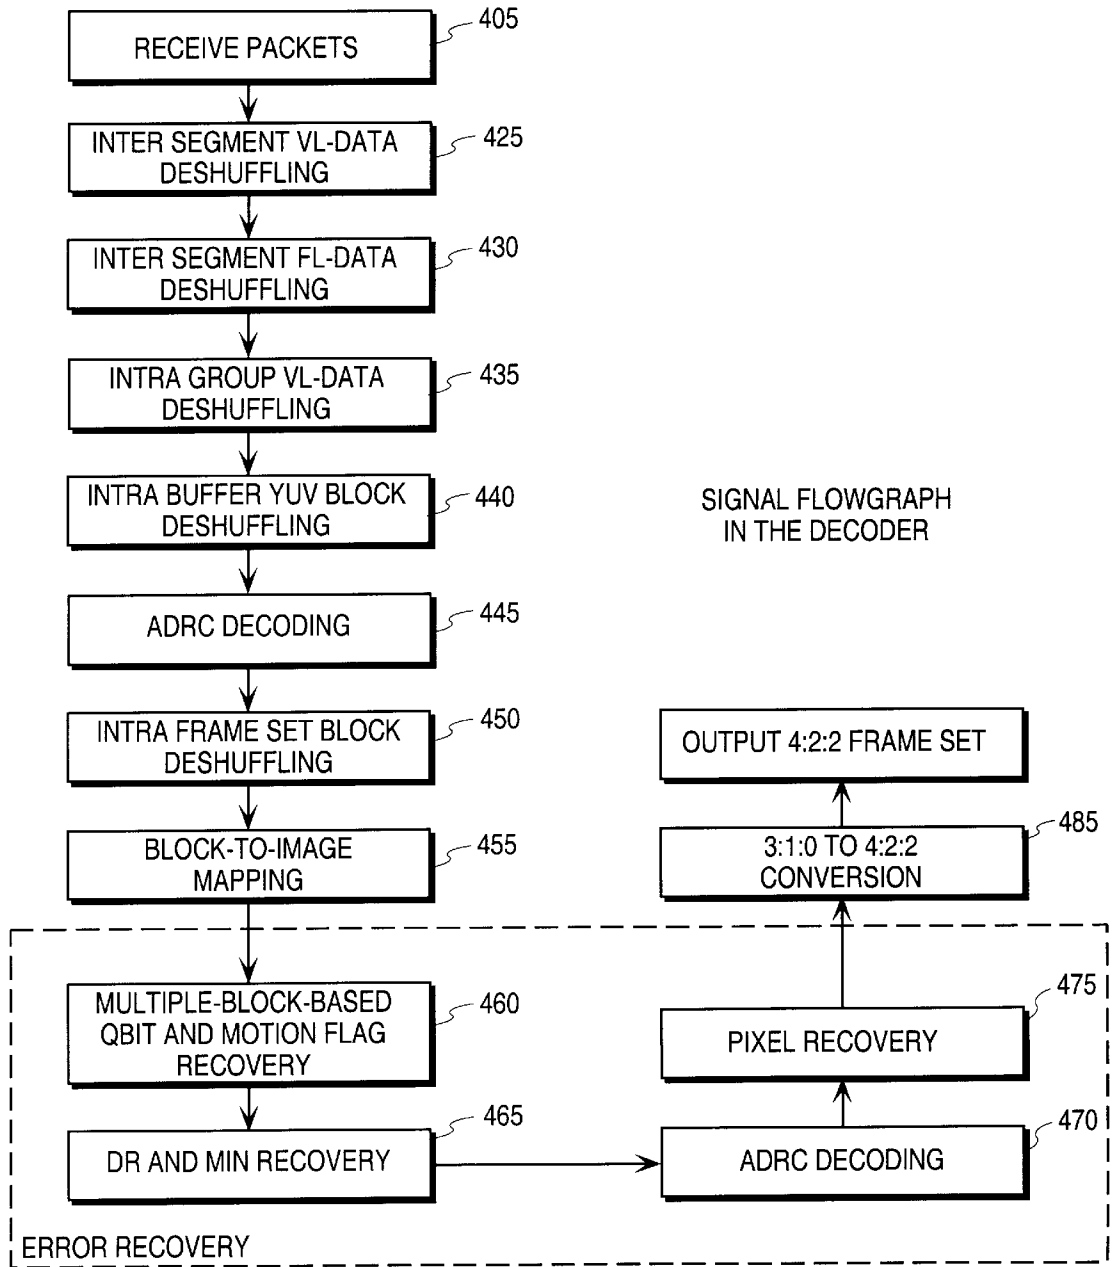 RECEIVE PACKETS
405
INTER SEGMENT VL-DATA
DESHUFFLING
425
INTER SEGMENT FL-DATA
DESHUFFLING
430
INTRA GROUP VL-DATA
DESHUFFLING
435
INTRA BUFFER YUV BLOCK
DESHUFFLING
440
SIGNAL FLOWGRAPH
IN THE DECODER
ADRC DECODING
445
INTRA FRAME SET BLOCK
DESHUFFLING
450
BLOCK-TO-IMAGE
MAPPING
455
MULTIPLE-BLOCK-BASED
QBIT AND MOTION FLAG
RECOVERY
460
DR AND MIN RECOVERY
465
ADRC DECODING
470
PIXEL RECOVERY
475
3:1:0 TO 4:2:2
CONVERSION
485
OUTPUT 4:2:2 FRAME SET
ERROR RECOVERY